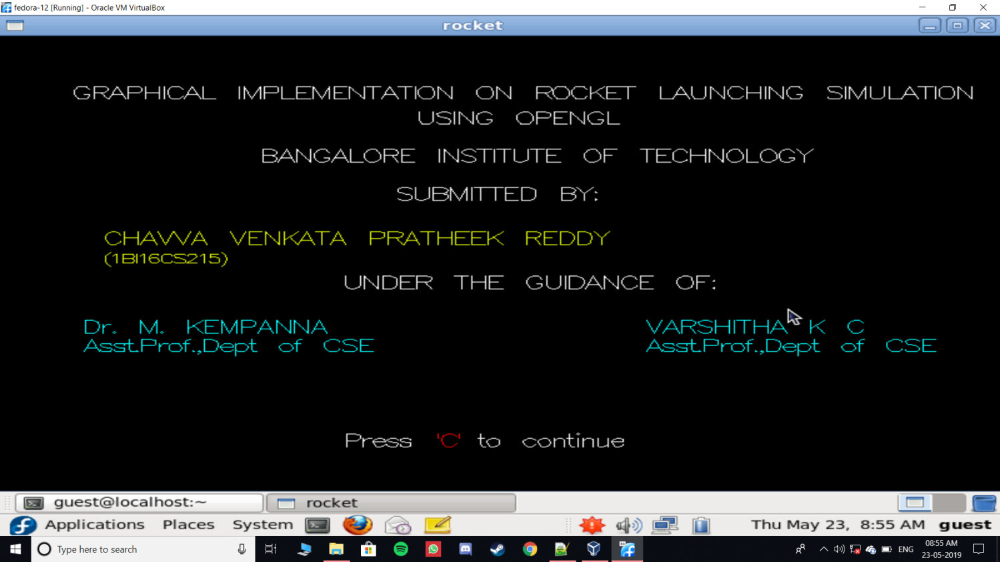 fedora-12 [Running] - Oracle VM VirtualBox
rocket
GRAPHICAL IMPLEMENTATION ON ROCKET LAUNCHING SIMULATION
USING OPENGL
BANGALORE INSTITUTE OF TECHNOLOGY
SUBMITTED BY:
CHAVVA VENKATA PRATHEEK REDDY
(1BI16CS215)
UNDER THE GUIDANCE OF:
Dr. M. KEMPANNA VARSHITHA K C
Asst.Prof.,Dept of CSE Asst.Prof.,Dept of CSE
Press 'C' to continue
guest@localhost:~ rocket
Applications Places System Thu May 23, 8:55 AM guest
Type here to search ENG 08:55 AM
23-05-2019